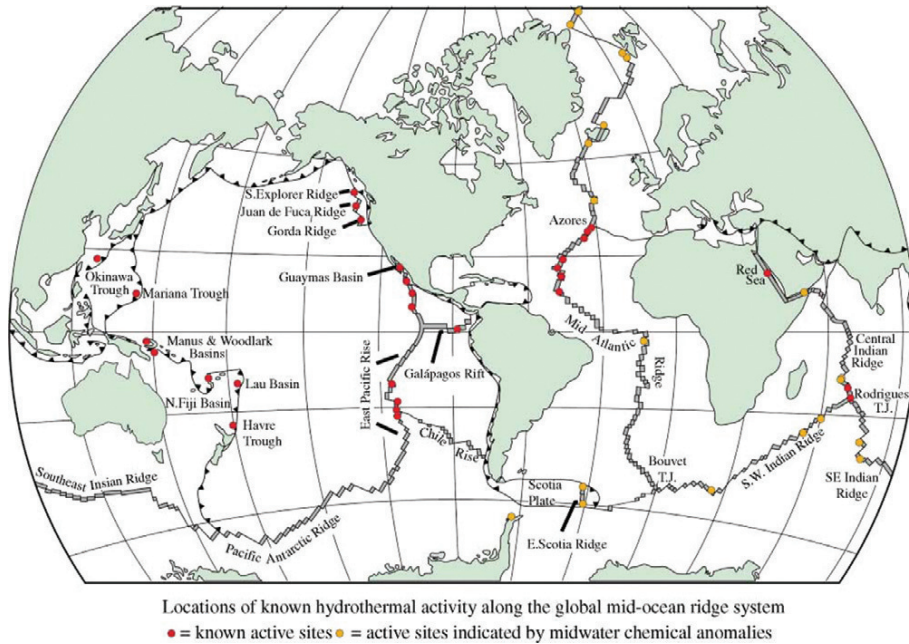 S.Explorer Ridge
Juan de Fuca Ridge
Gorda Ridge
Azores
Guaymas Basin
Okinawa
Trough
Mariana Trough
Red
Sea
Mid Atlantic
Ridge
Manus & Woodlark
Basins
Galápagos Rift
Central
Indian
Ridge
East Pacific Rise
Lau Basin
N.Fiji Basin
Rodrigues
T.J.
Havre
Trough
Chile Rise
Southeast Insian Ridge
Bouvet
T.J.
S.W. Indian Ridge
Scotia
Plate
SE Indian
Ridge
Pacific Antarctic Ridge
E.Scotia Ridge
Locations of known hydrothermal activity along the global mid-ocean ridge system
= known active sites = active sites indicated by midwater chemical anomalies